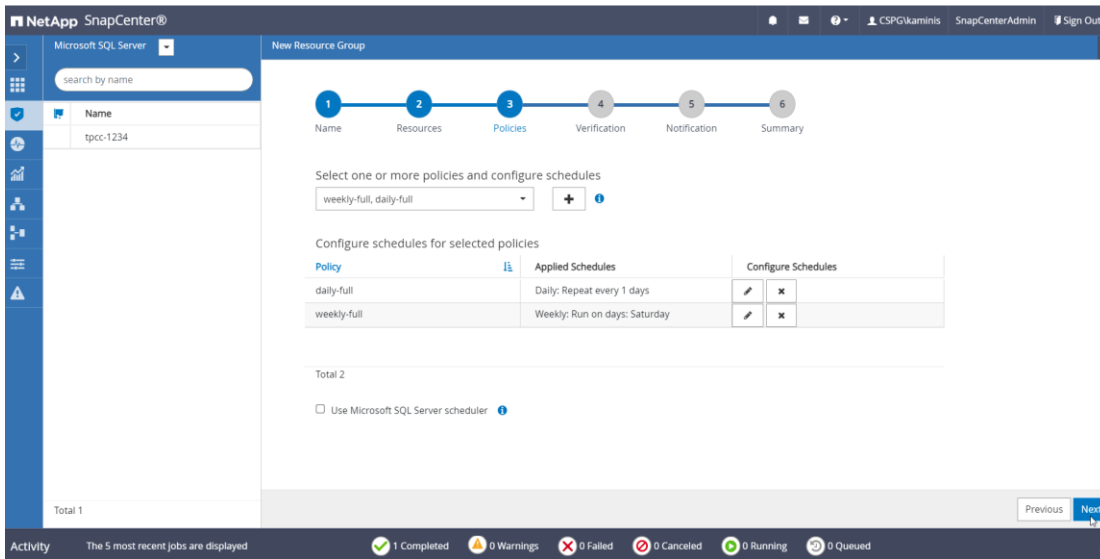 NetApp SnapCenter®
CSPG\kaminis SnapCenterAdmin Sign Out
Microsoft SQL Server
New Resource Group
search by name
Name
tpcc-1234
1 2 3 4 5 6
Name Resources Policies Verification Notification Summary
Select one or more policies and configure schedules
weekly-full, daily-full
Configure schedules for selected policies
Policy Applied Schedules Configure Schedules
daily-full Daily: Repeat every 1 days
weekly-full Weekly: Run on days: Saturday
Total 2
Use Microsoft SQL Server scheduler
Total 1
Previous Next
Activity The 5 most recent jobs are displayed 1 Completed 0 Warnings 0 Failed 0 Canceled 0 Running 0 Queued